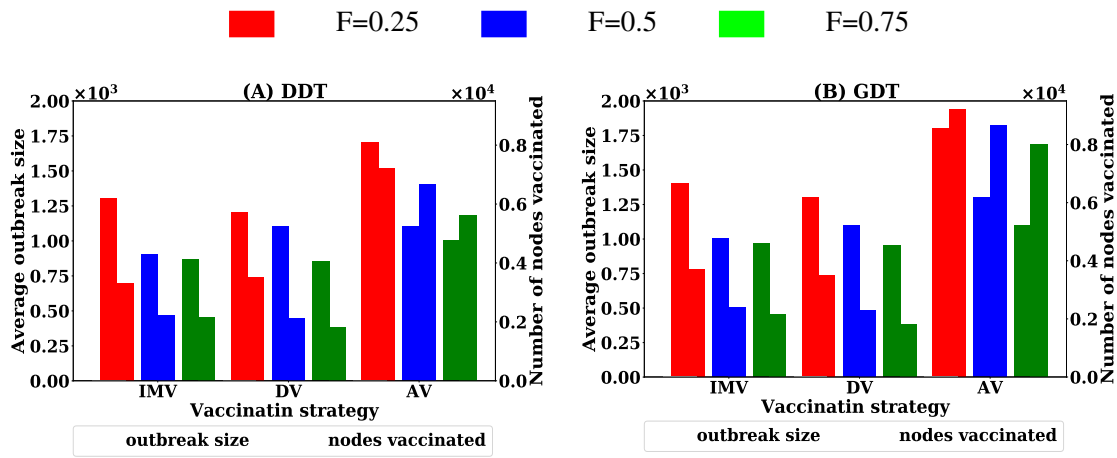 F=0.25 F=0.5 F=0.75
×10³ (A) DDT ×10⁴
2.00
1.75
1.50
1.25
1.00
0.75
0.50
0.25
0.00
Average outbreak size
0.8
0.6
0.4
0.2
0.0
Number of nodes vaccinated
IMV DV AV
Vaccinatin strategy
outbreak size nodes vaccinated
×10³ (B) GDT ×10⁴
2.00
1.75
1.50
1.25
1.00
0.75
0.50
0.25
0.00
Average outbreak size
0.8
0.6
0.4
0.2
0.0
Number of nodes vaccinated
IMV DV AV
Vaccinatin strategy
outbreak size nodes vaccinated